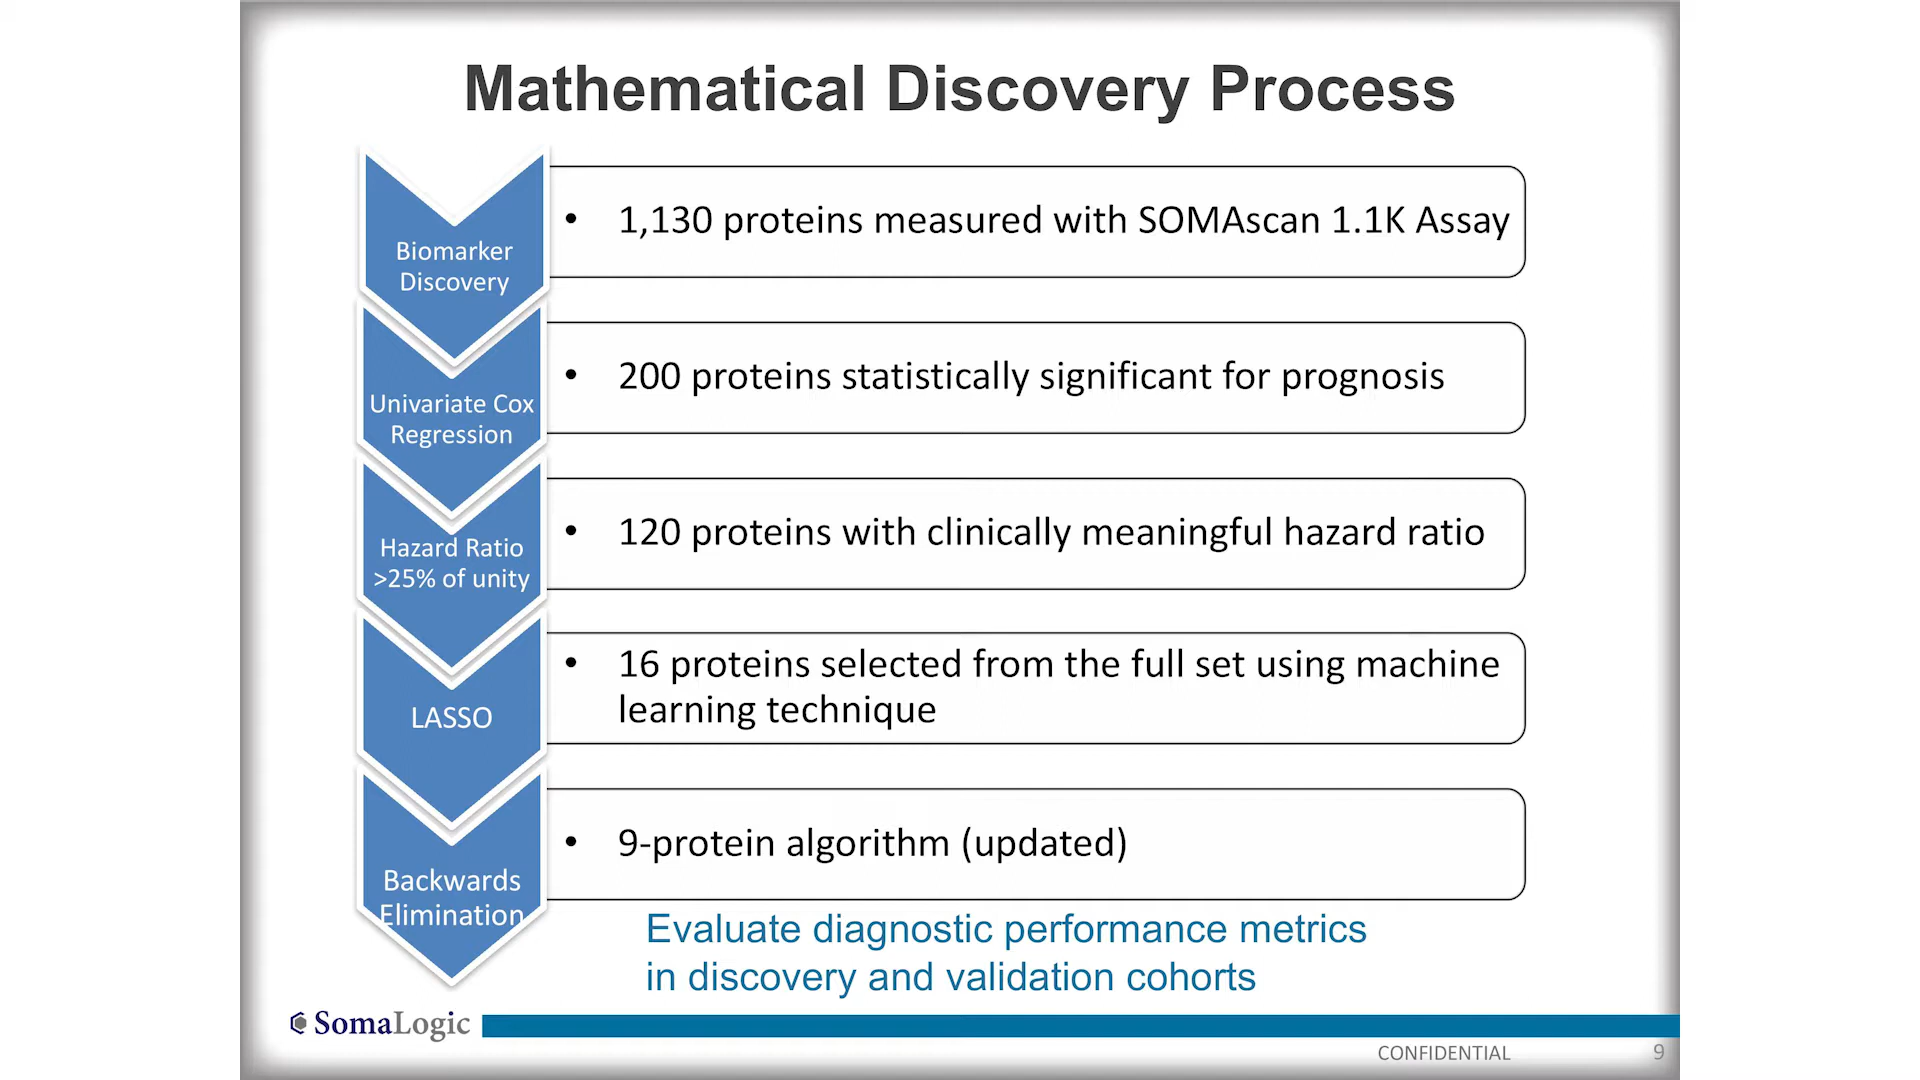 Mathematical Discovery Process
Biomarker
Discovery
• 1,130 proteins measured with SOMAscan 1.1K Assay
Univariate Cox
Regression
• 200 proteins statistically significant for prognosis
Hazard Ratio
>25% of unity
• 120 proteins with clinically meaningful hazard ratio
LASSO
• 16 proteins selected from the full set using machine
learning technique
Backwards
Elimination
• 9-protein algorithm (updated)
Evaluate diagnostic performance metrics
in discovery and validation cohorts
SomaLogic
CONFIDENTIAL
9